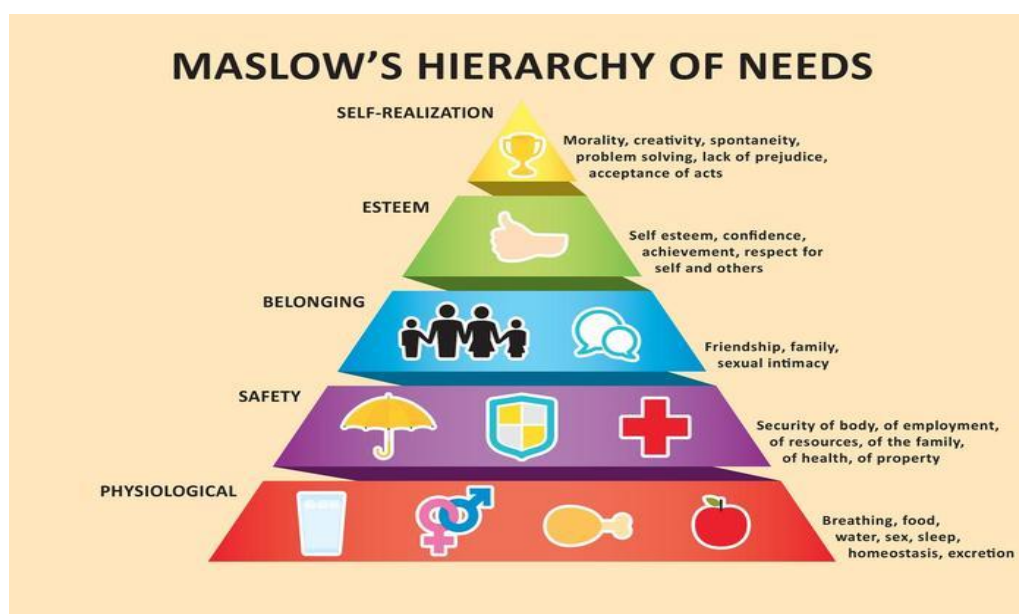 MASLOW'S HIERARCHY OF NEEDS
SELF-REALIZATION
Morality, creativity, spontaneity,
problem solving, lack of prejudice,
acceptance of acts
ESTEEM
Self esteem, confidence,
achievement, respect for
self and others
BELONGING
Friendship, family,
sexual intimacy
SAFETY
Security of body, of employment,
of resources, of the family,
of health, of property
PHYSIOLOGICAL
Breathing, food,
water, sex, sleep,
homeostasis, excretion